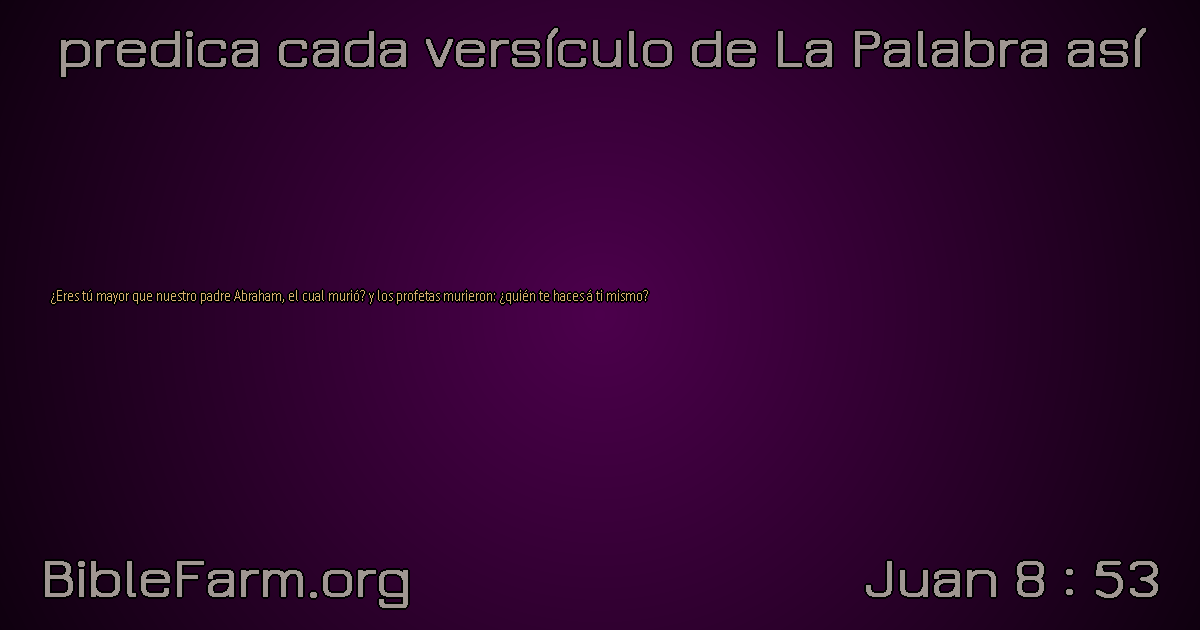 predica cada versículo de La Palabra así
¿Eres tú mayor que nuestro padre Abraham, el cual murió? y los profetas murieron: ¿quién te haces á ti mismo?
BibleFarm.org
Juan 8 : 53